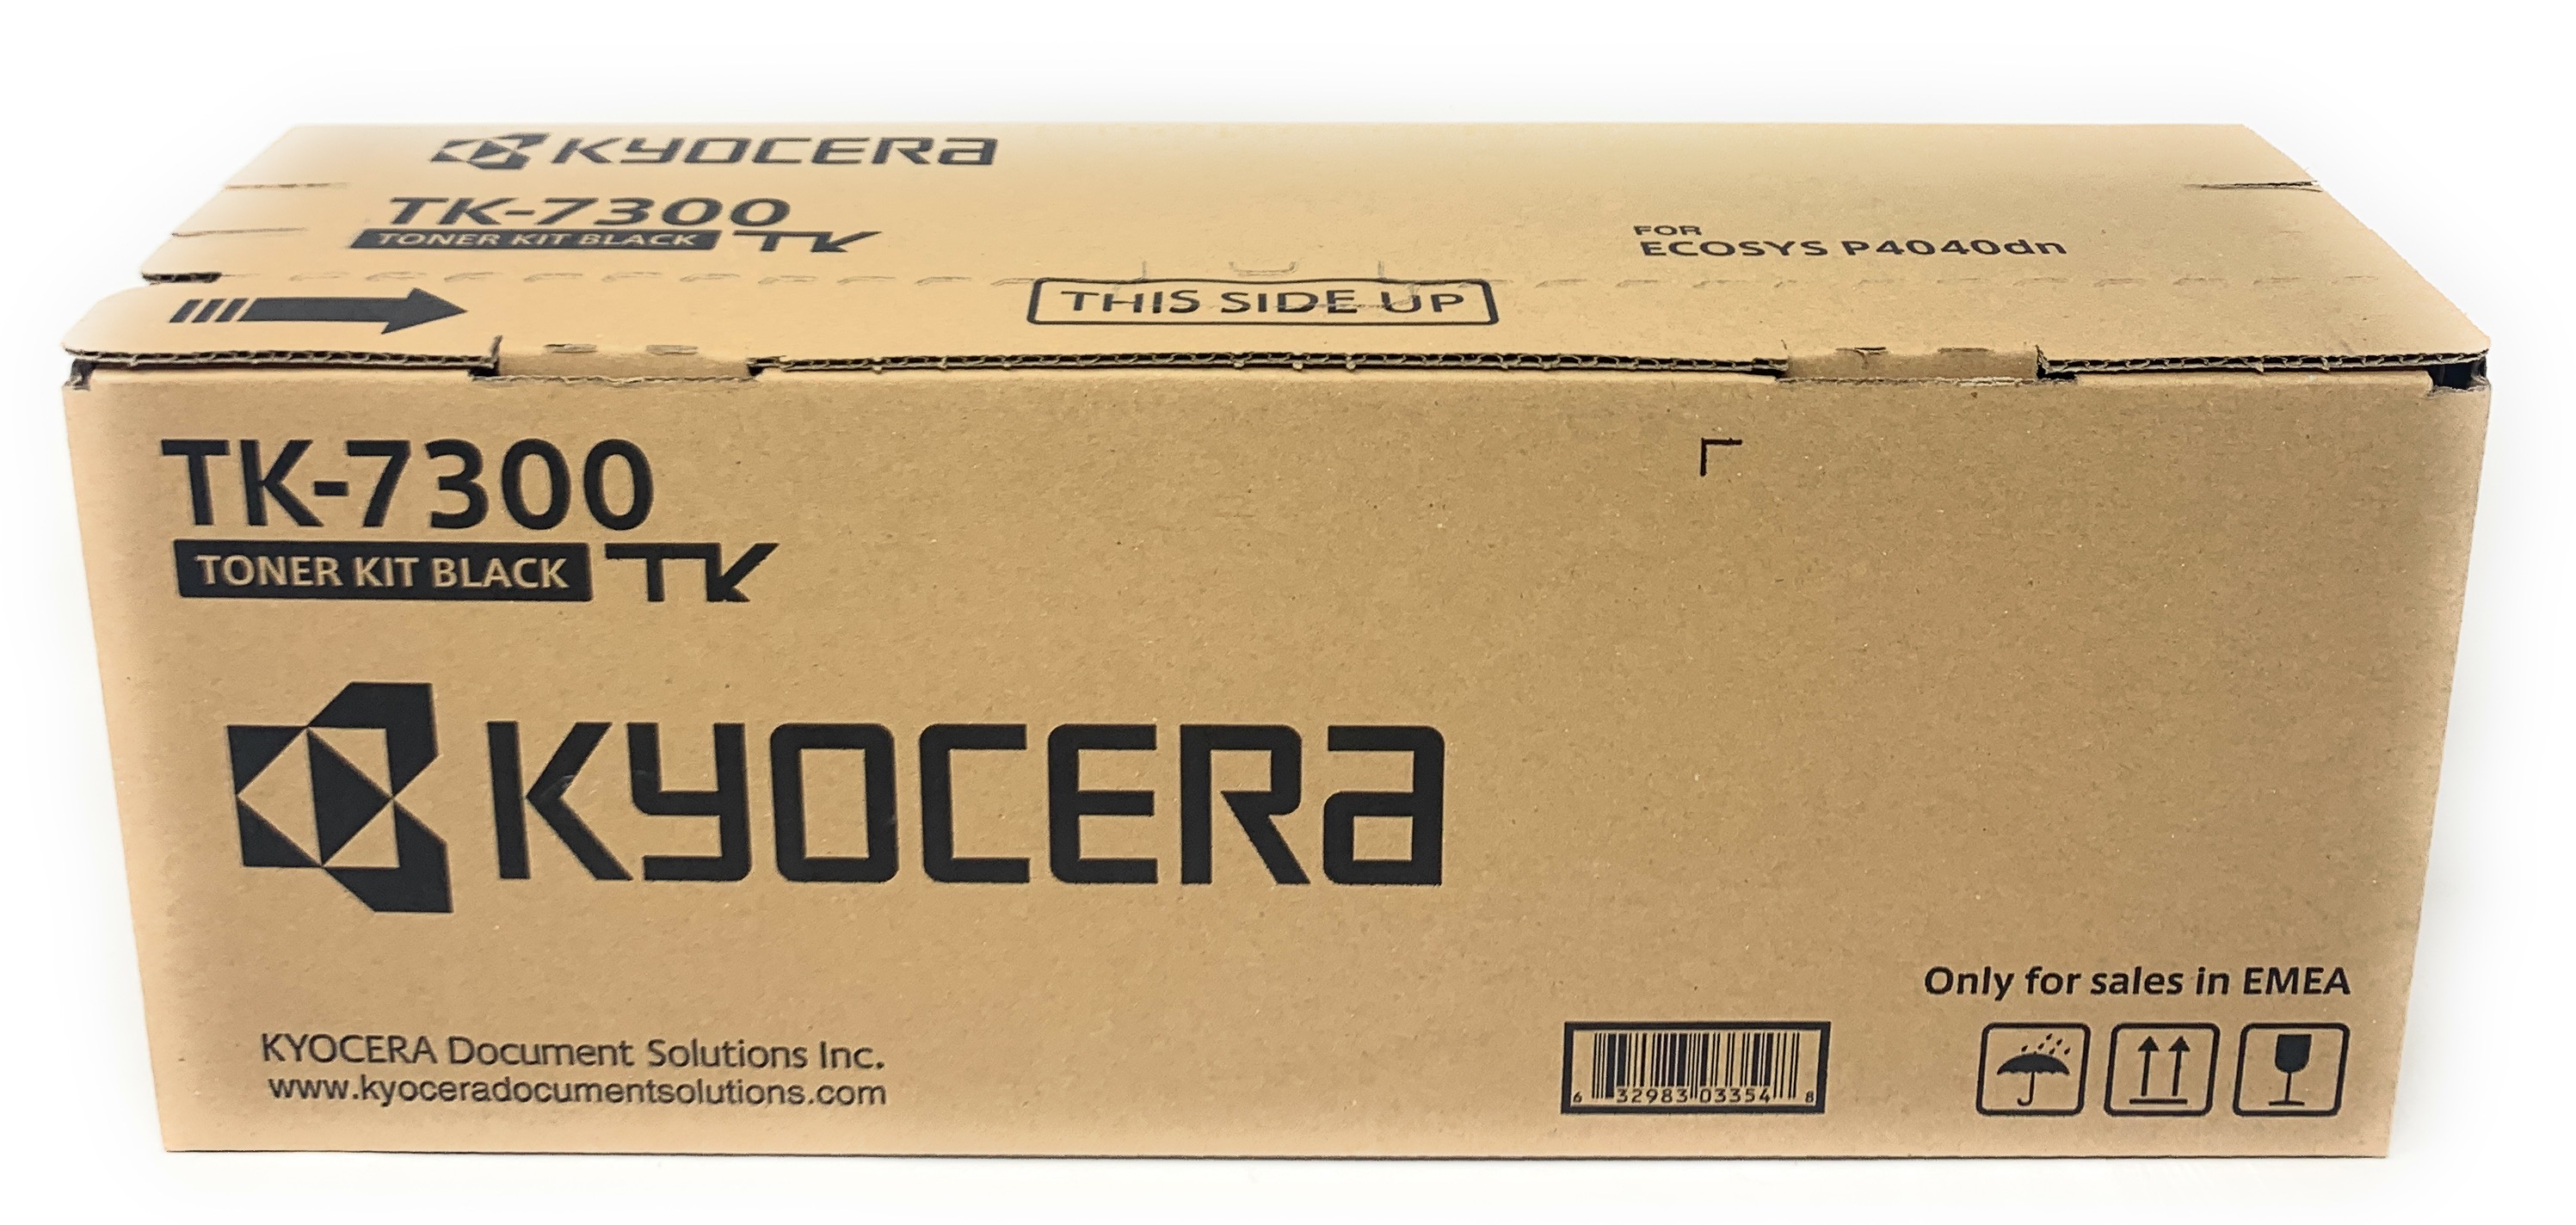 KYOCERA
TK-7300
TONER KIT BLACK TK
FOR
ECOSYS P4040dn
THIS SIDE UP
TK-7300
TONER KIT BLACK TK
KYOCERA
Only for sales in EMEA
KYOCERA Document Solutions Inc.
www.kyoceradocumentsolutions.com
6 32983 03354 8